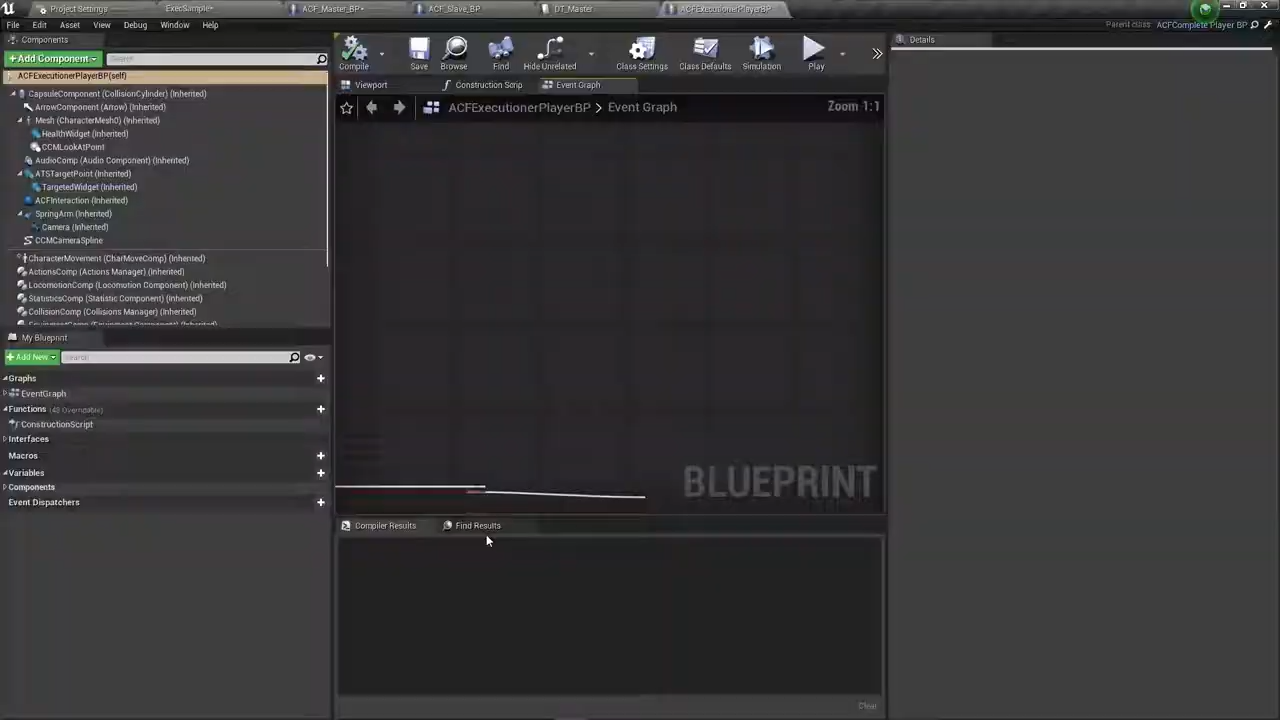 Project Settings
ExecSample*
ACF_Master_BP*
ACF_Slave_BP
DT_Master
ACFExecutionerPlayerBP
File
Edit
Asset
View
Debug
Window
Help
Parent class: ACFComplete Player BP
Components
Details
+Add Component
Search
Compile
Save
Browse
Find
Hide Unrelated
Class Settings
Class Defaults
Simulation
Play
ACFExecutionerPlayerBP(self)
Viewport
Construction Scrip
Event Graph
CapsuleComponent (CollisionCylinder) (Inherited)
ArrowComponent (Arrow) (Inherited)
Mesh (CharacterMesh0) (Inherited)
HealthWidget (Inherited)
CCMLookAtPoint
AudioComp (Audio Component) (Inherited)
ATSTargetPoint (Inherited)
TargetedWidget (Inherited)
ACFInteraction (Inherited)
SpringArm (Inherited)
Camera (Inherited)
CCMCameraSpline
CharacterMovement (CharMoveComp) (Inherited)
ActionsComp (Actions Manager) (Inherited)
LocomotionComp (Locomotion Component) (Inherited)
StatisticsComp (Statistic Component) (Inherited)
CollisionComp (Collisions Manager) (Inherited)
EquipmentComp (Equipment Component) (Inherited)
ACFExecutionerPlayerBP > Event Graph
Zoom 1:1
BLUEPRINT
My Blueprint
+Add New
Search
Graphs
EventGraph
Functions (43 Overridable)
ConstructionScript
Interfaces
Macros
Variables
Components
Event Dispatchers
Compiler Results
Find Results
Clear